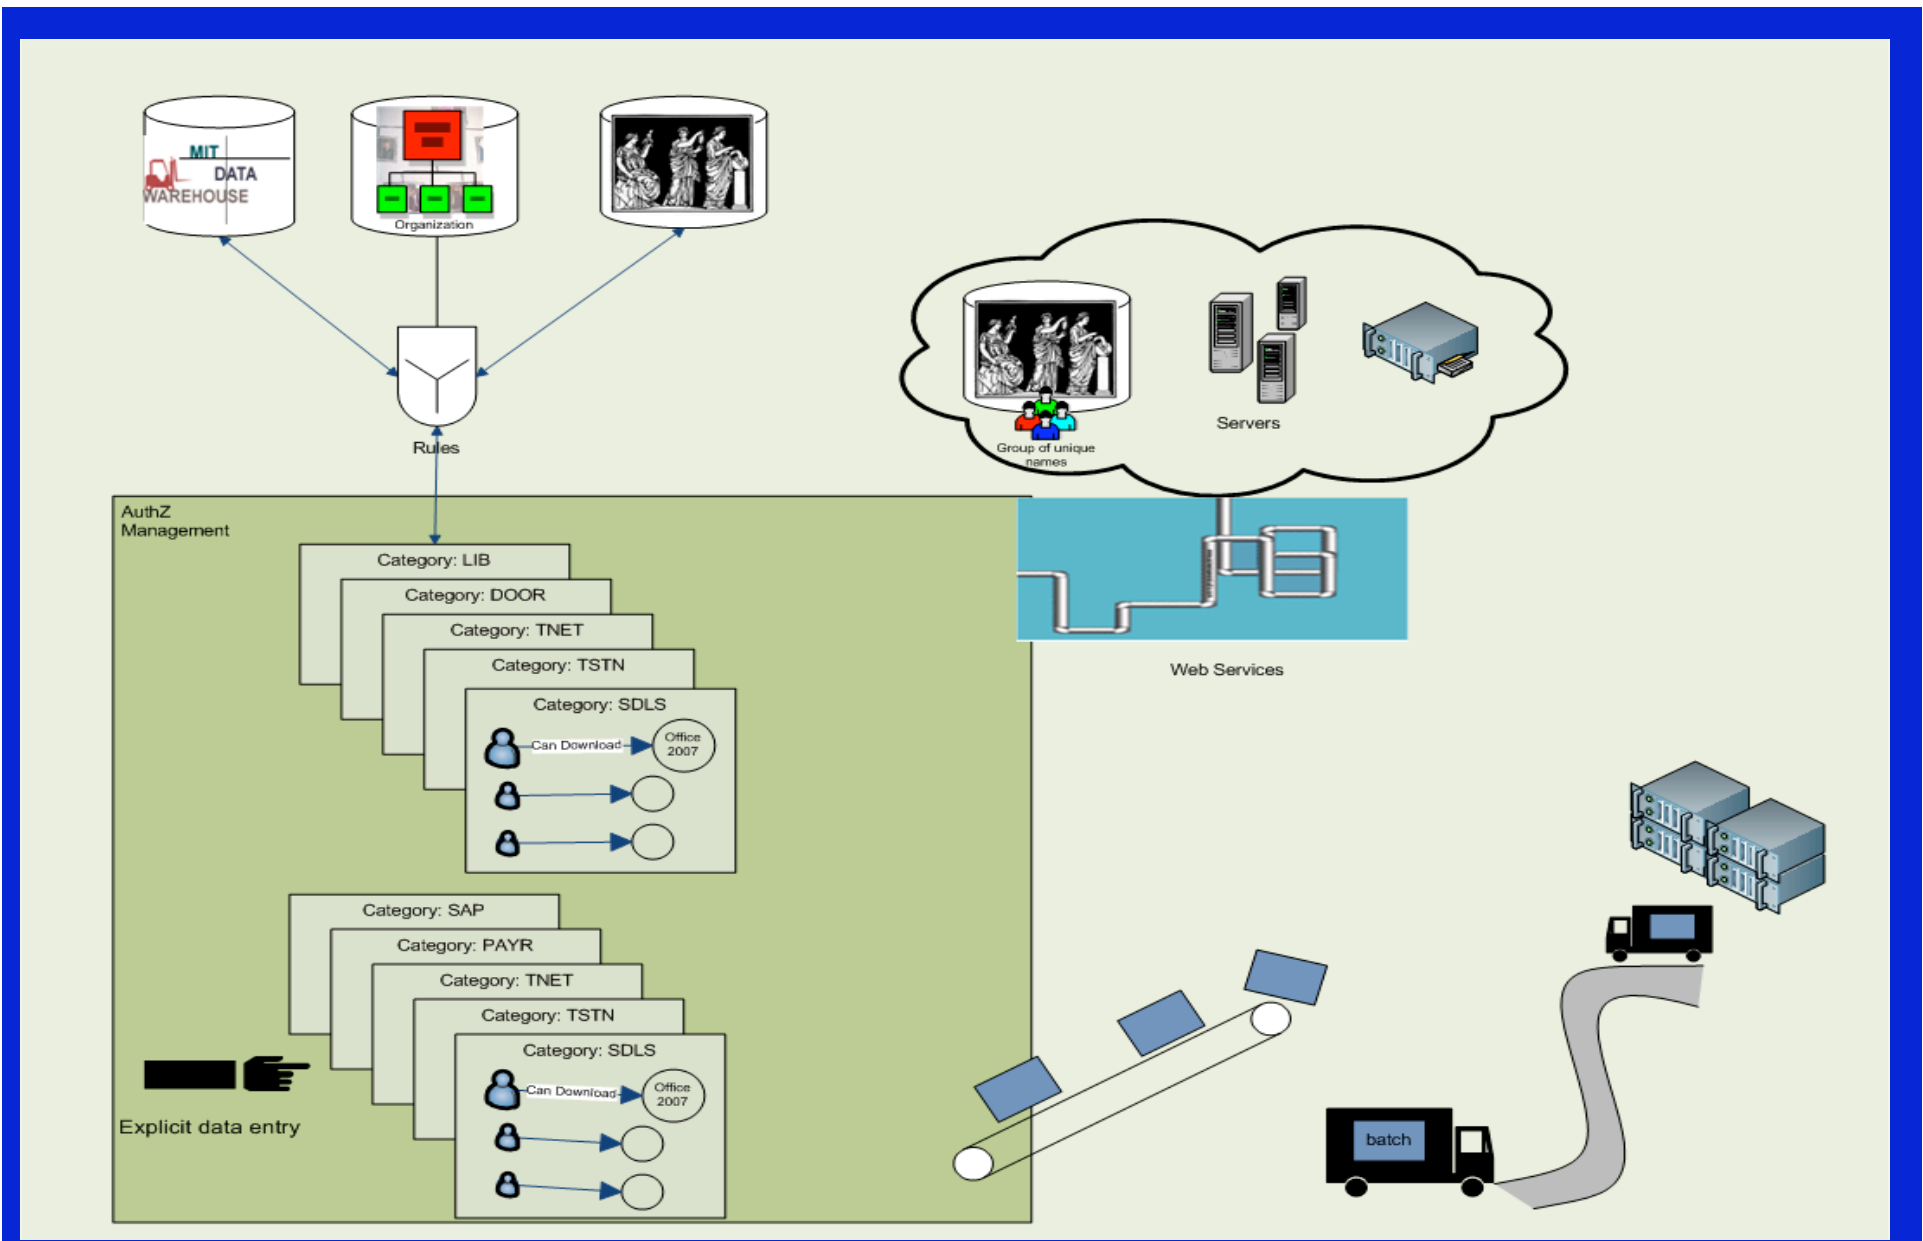 MIT
DATA
WAREHOUSE
Organization
Rules
Group of unique
names
Servers
AuthZ
Management
Category: LIB
Category: DOOR
Category: TNET
Category: TSTN
Category: SDLS
Can Download
Office
2007
Web Services
Category: SAP
Category: PAYR
Category: TNET
Category: TSTN
Category: SDLS
Can Download
Office
2007
Explicit data entry
batch